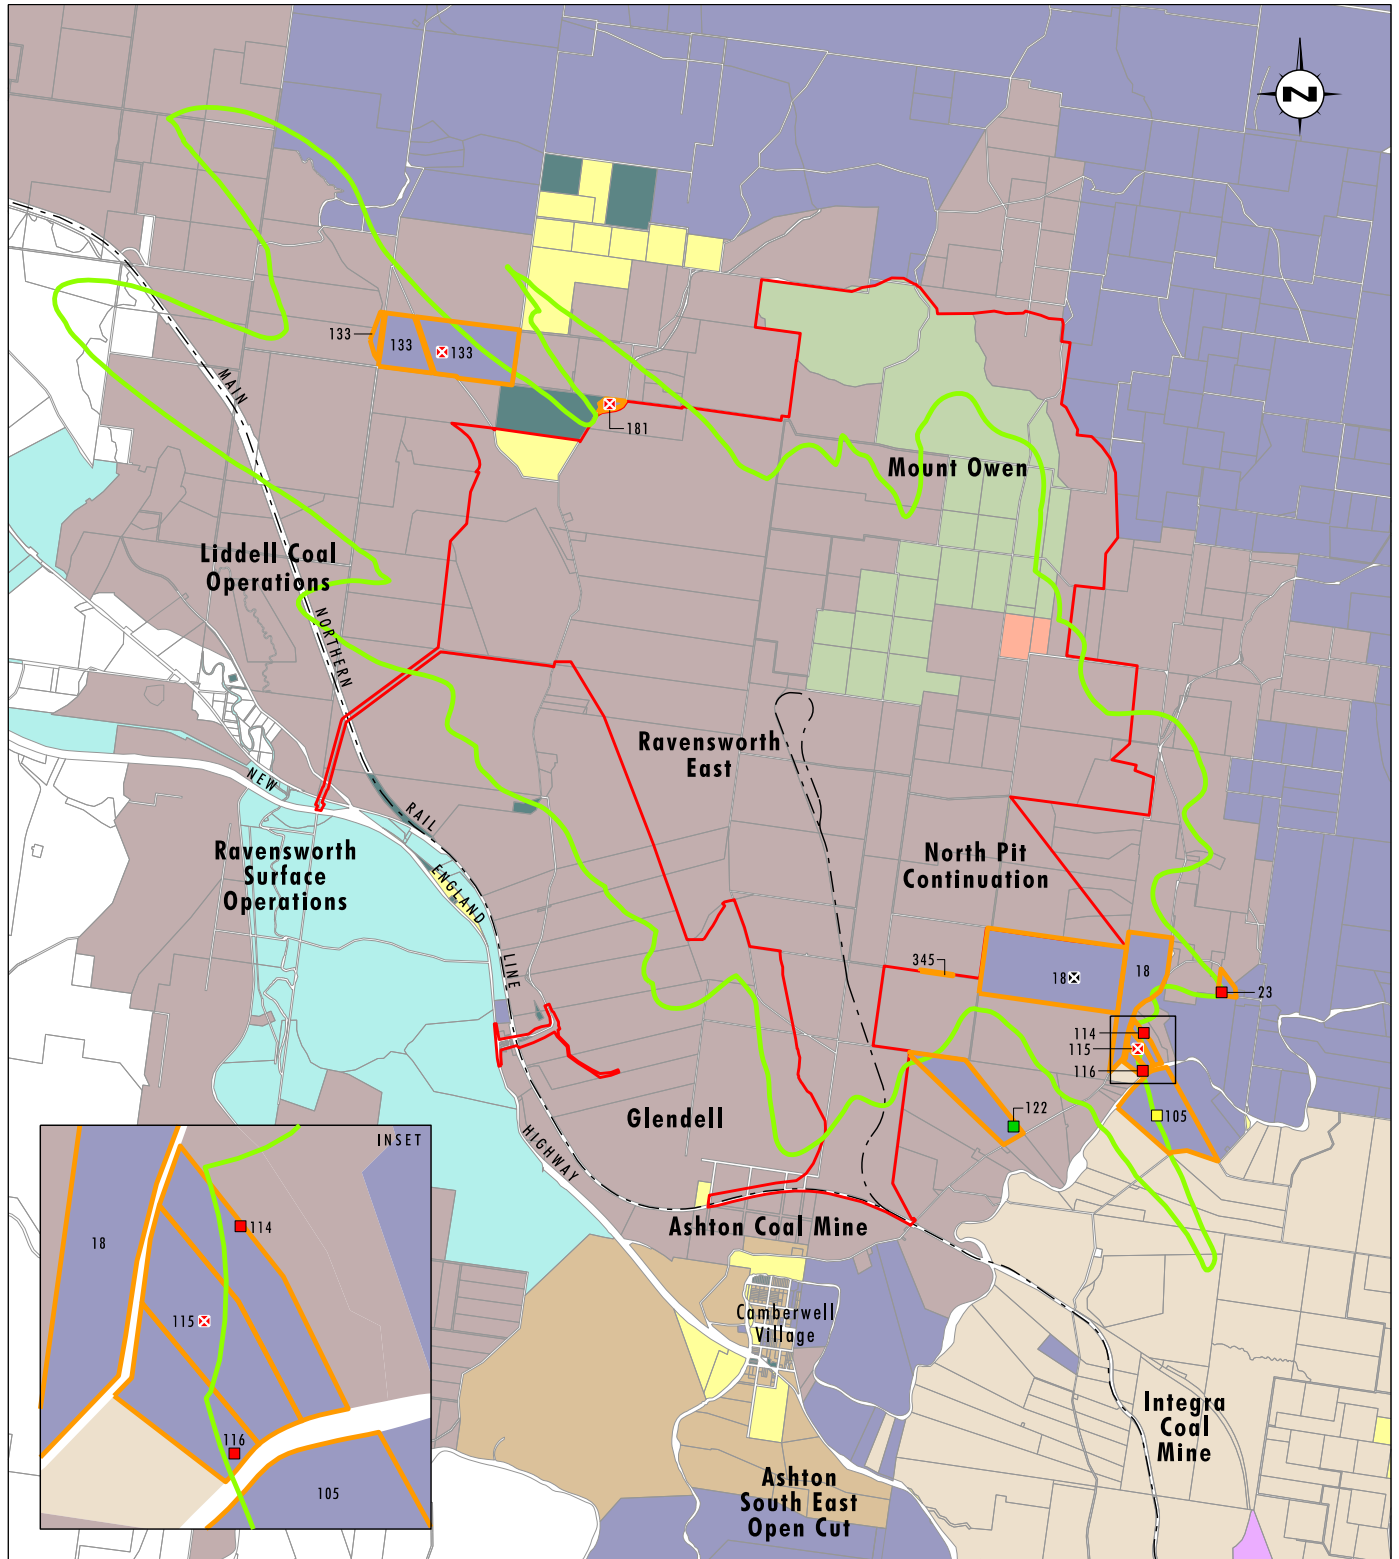 N
133
133
133
181
Mount Owen
MAIN
Liddell Coal
Operations
NORTHERN
Ravensworth
East
NEW
RAIL
Ravensworth
Surface
Operations
ENGLAND
North Pit
Continuation
LINE
345
18
18
23
114
115
116
122
105
Glendell
HIGHWAY
INSET
Ashton Coal Mine
114
18
115
116
105
Camberwell
Village
Integra
Coal
Mine
Ashton
South East
Open Cut